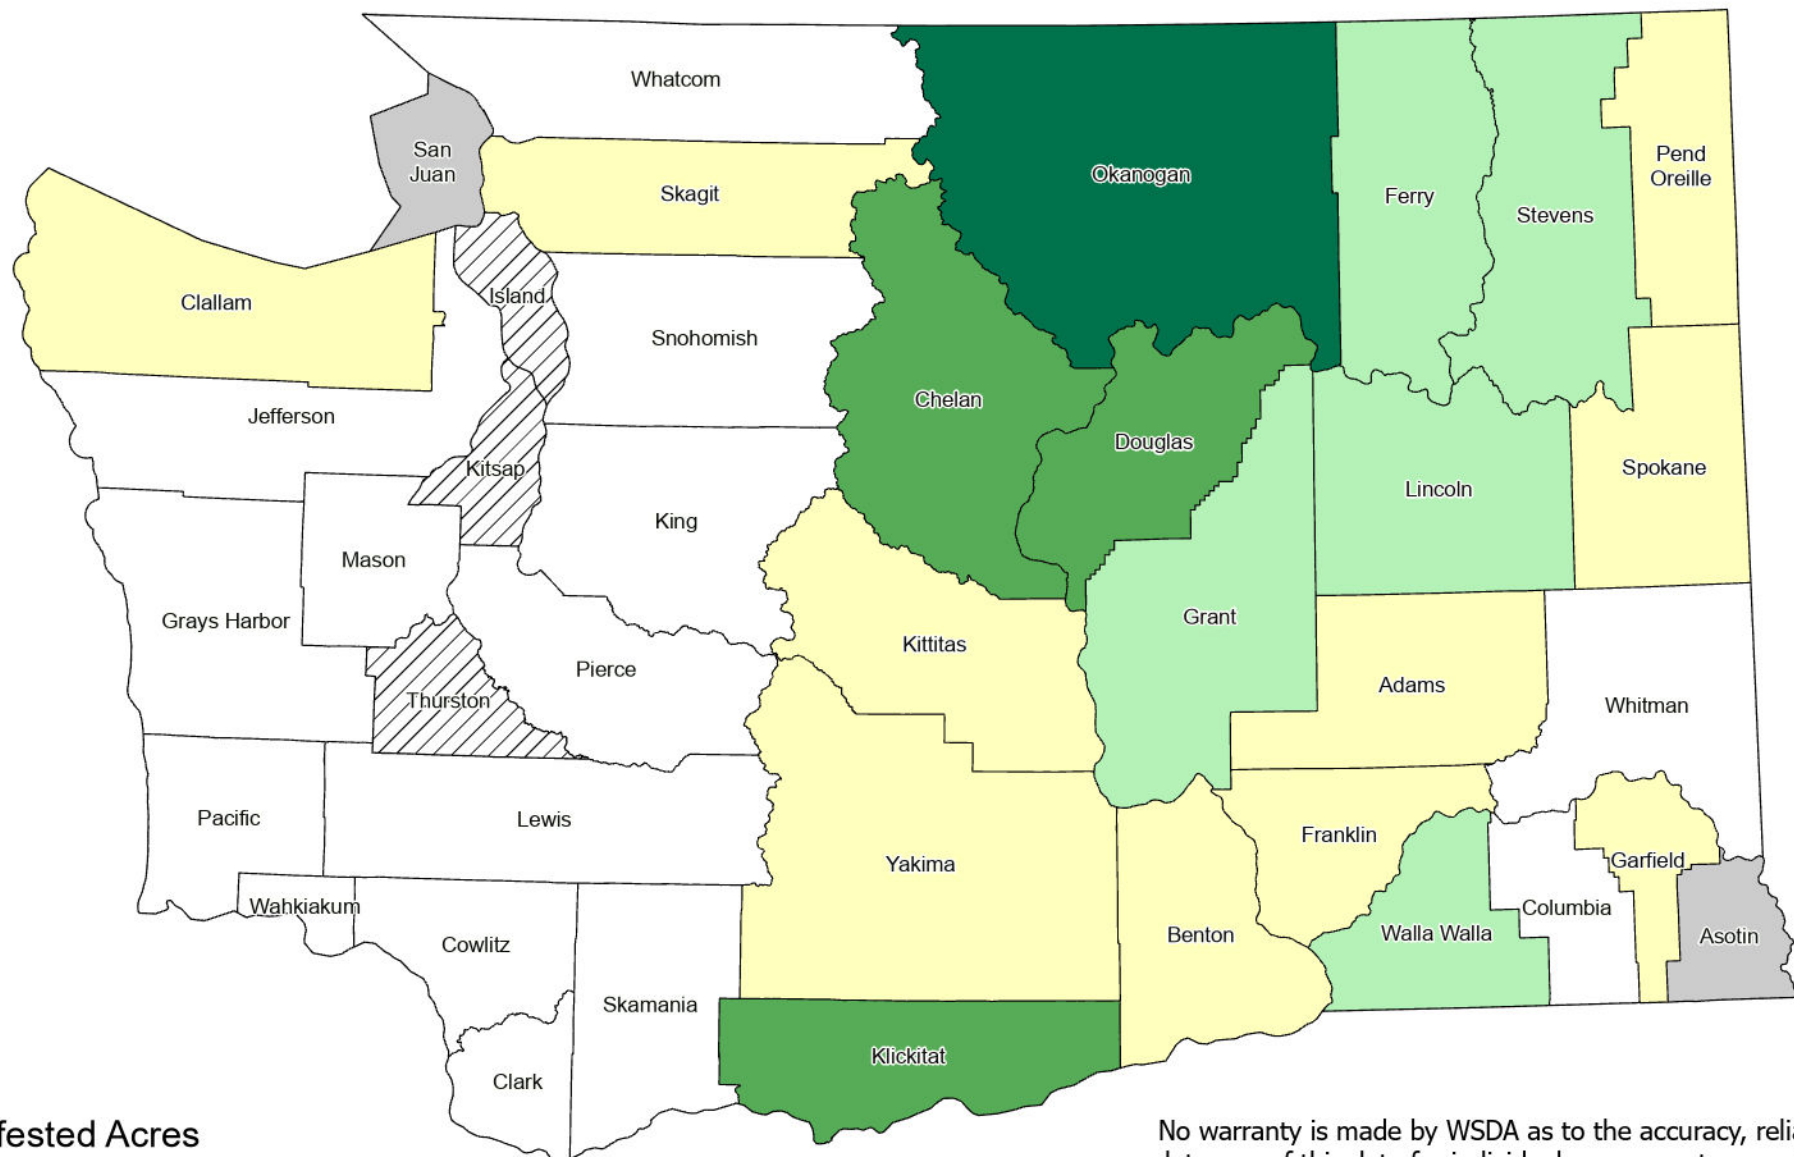 Whatcom
San
Juan
Skagit
Okanogan
Ferry
Stevens
Pend
Oreille
Clallam
Island
Snohomish
Chelan
Douglas
Jefferson
Kitsap
King
Lincoln
Spokane
Mason
Grays Harbor
Pierce
Kittitas
Grant
Adams
Whitman
Thurston
Pacific
Lewis
Yakima
Franklin
Garfield
Wahkiakum
Cowlitz
Benton
Walla Walla
Columbia
Asotin
Skamania
Klickitat
Clark
fested Acres
No warranty is made by WSDA as to the accuracy, relia